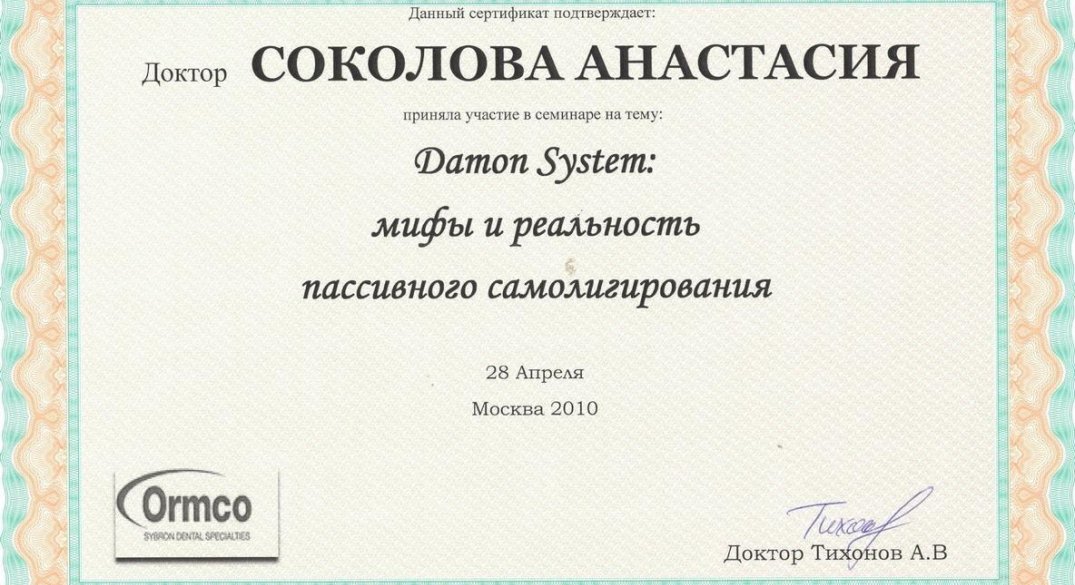 Данный сертификат подтверждает:
Доктор СОКОЛОВА АНАСТАСИЯ
приняла участие в семинаре на тему:
Damon System:
мифы и реальность
пассивного самолигирования
28 Апреля
Москва 2010
Ormco
SYBRON DENTAL SPECIALTIES
Тихонов
Доктор Тихонов А.В